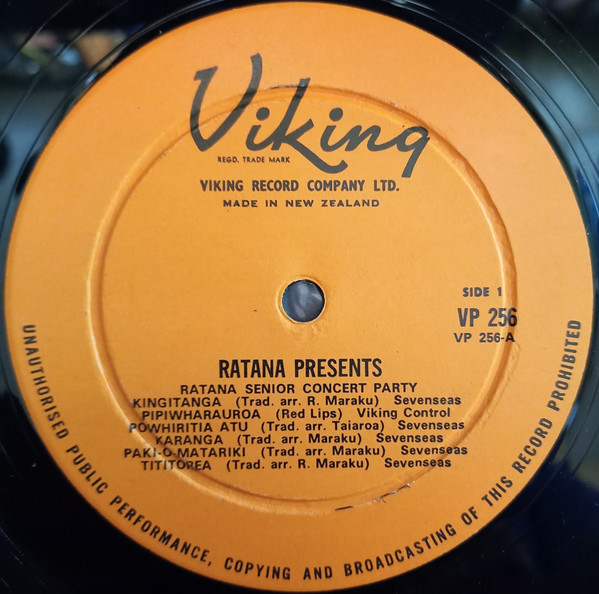 Viking
REGD. TRADE MARK
VIKING RECORD COMPANY LTD.
MADE IN NEW ZEALAND
SIDE 1
VP 256
VP 256-A
RATANA PRESENTS
RATANA SENIOR CONCERT PARTY
KINGITANGA (Trad. arr. R. Maraku) Sevenseas
PIPIWHARAUROA (Red Lips) Viking Control
POWHIRITIA ATU (Trad. arr. Taiaroa) Sevenseas
KARANGA (Trad. arr. Maraku) Sevenseas
PAKI-O-MATARIKI (Trad. arr. Maraku) Sevenseas
TITITOREA (Trad. arr. R. Maraku) Sevenseas
UNAUTHORISED PUBLIC PERFORMANCE, COPYING AND BROADCASTING OF THIS RECORD PROHIBITED